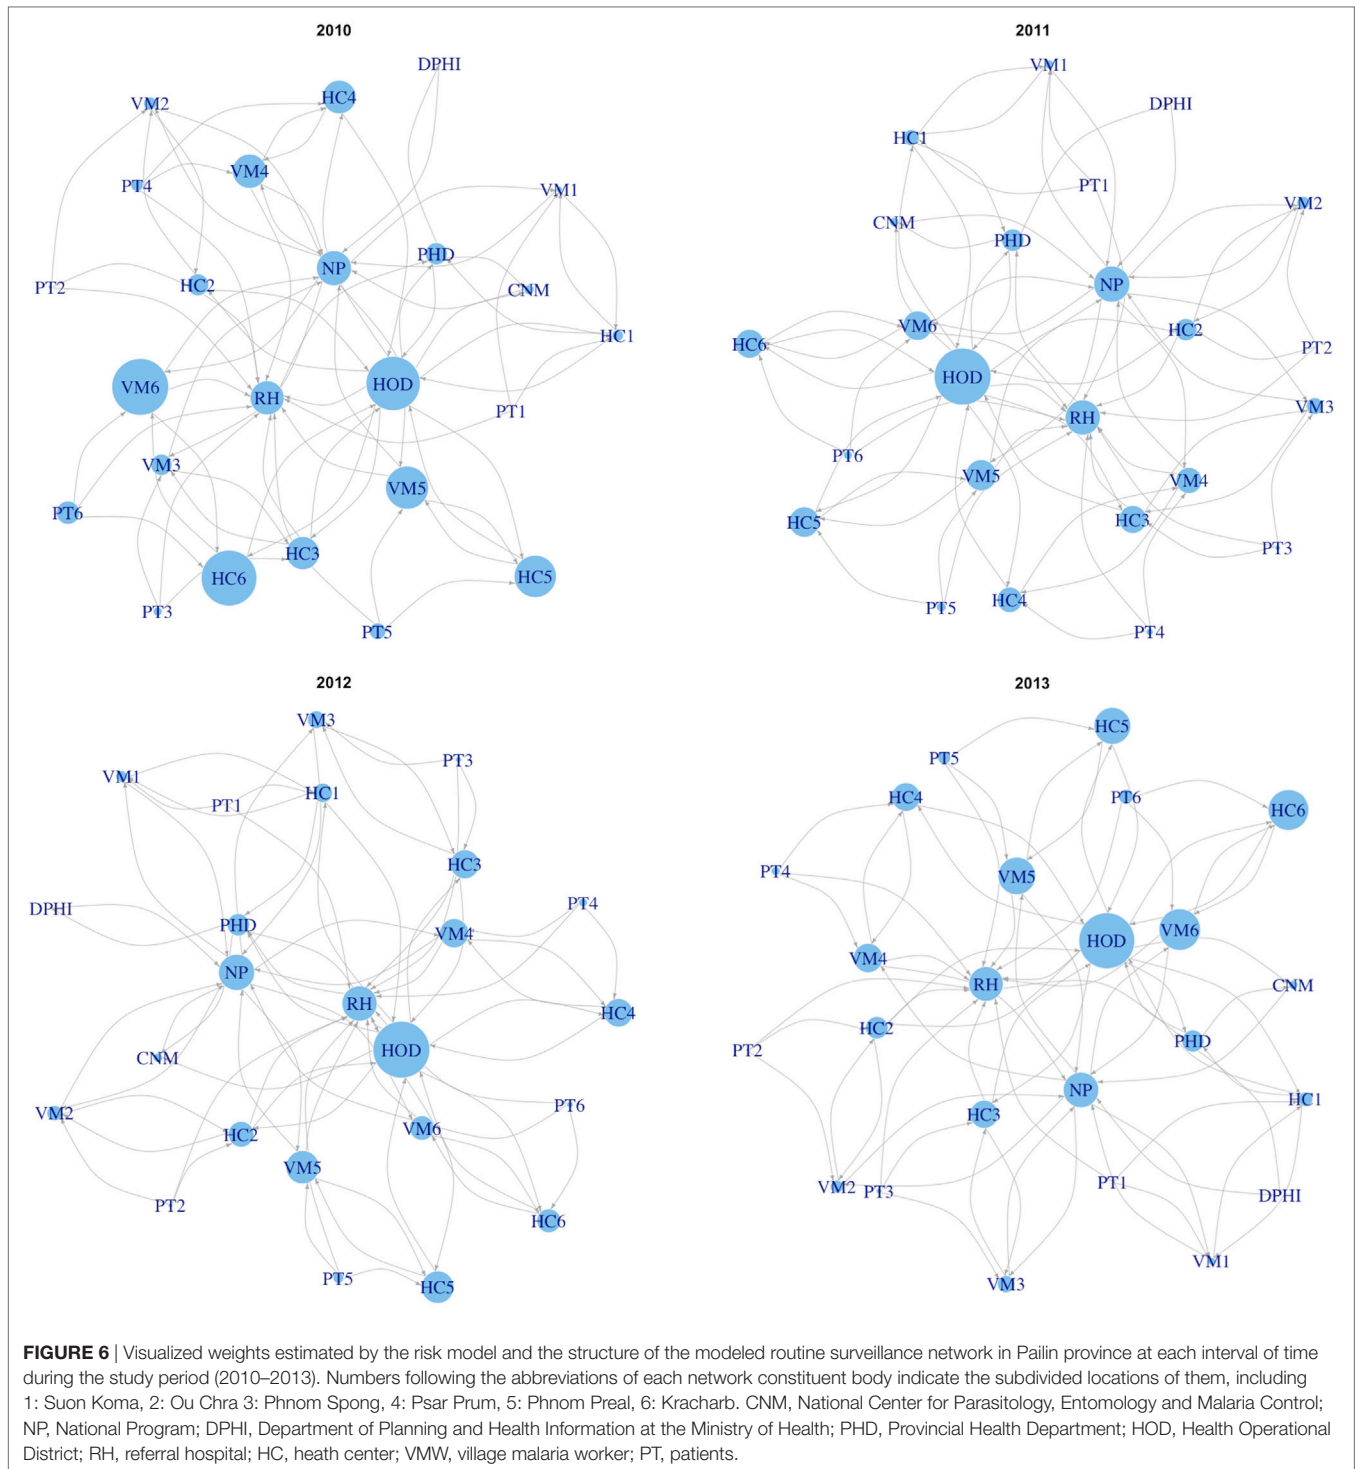 2010
DPHI
HC4
VM2
VM4
PT4
VM1
NP
PHD
PT2
HC2
CNM
HC1
VM6
HOD
RH
PT1
VM3
VM5
PT6
HC3
HC6
HC5
PT3
PT5
2011
VM1
DPHI
HC1
PT1
VM2
CNM
PHD
NP
VM6
HC2
HC6
PT2
HOD
VM3
RH
PT6
VM5
VM4
HC5
HC3
PT3
HC4
PT5
PT4
2012
VM3
PT3
VM1
PT1
HC1
HC3
PT4
DPHI
PHD
VM4
NP
RH
HC4
HOD
CNM
PT6
VM2
HC2
VM6
VM5
PT2
HC6
PT5
HC5
2013
HC5
PT5
HC4
PT6
HC6
PT4
VM5
HOD
VM6
VM4
RH
CNM
HC2
PT2
PHD
NP
HC1
HC3
VM2
PT3
PT1
DPHI
VM1
VM3
FIGURE 6 | Visualized weights estimated by the risk model and the structure of the modeled routine surveillance network in Pailin province at each interval of time
during the study period (2010–2013). Numbers following the abbreviations of each network constituent body indicate the subdivided locations of them, including
1: Suon Koma, 2: Ou Chra 3: Phnom Spong, 4: Psar Prum, 5: Phnom Preal, 6: Kracharb. CNM, National Center for Parasitology, Entomology and Malaria Control;
NP, National Program; DPHI, Department of Planning and Health Information at the Ministry of Health; PHD, Provincial Health Department; HOD, Health Operational
District; RH, referral hospital; HC, heath center; VMW, village malaria worker; PT, patients.